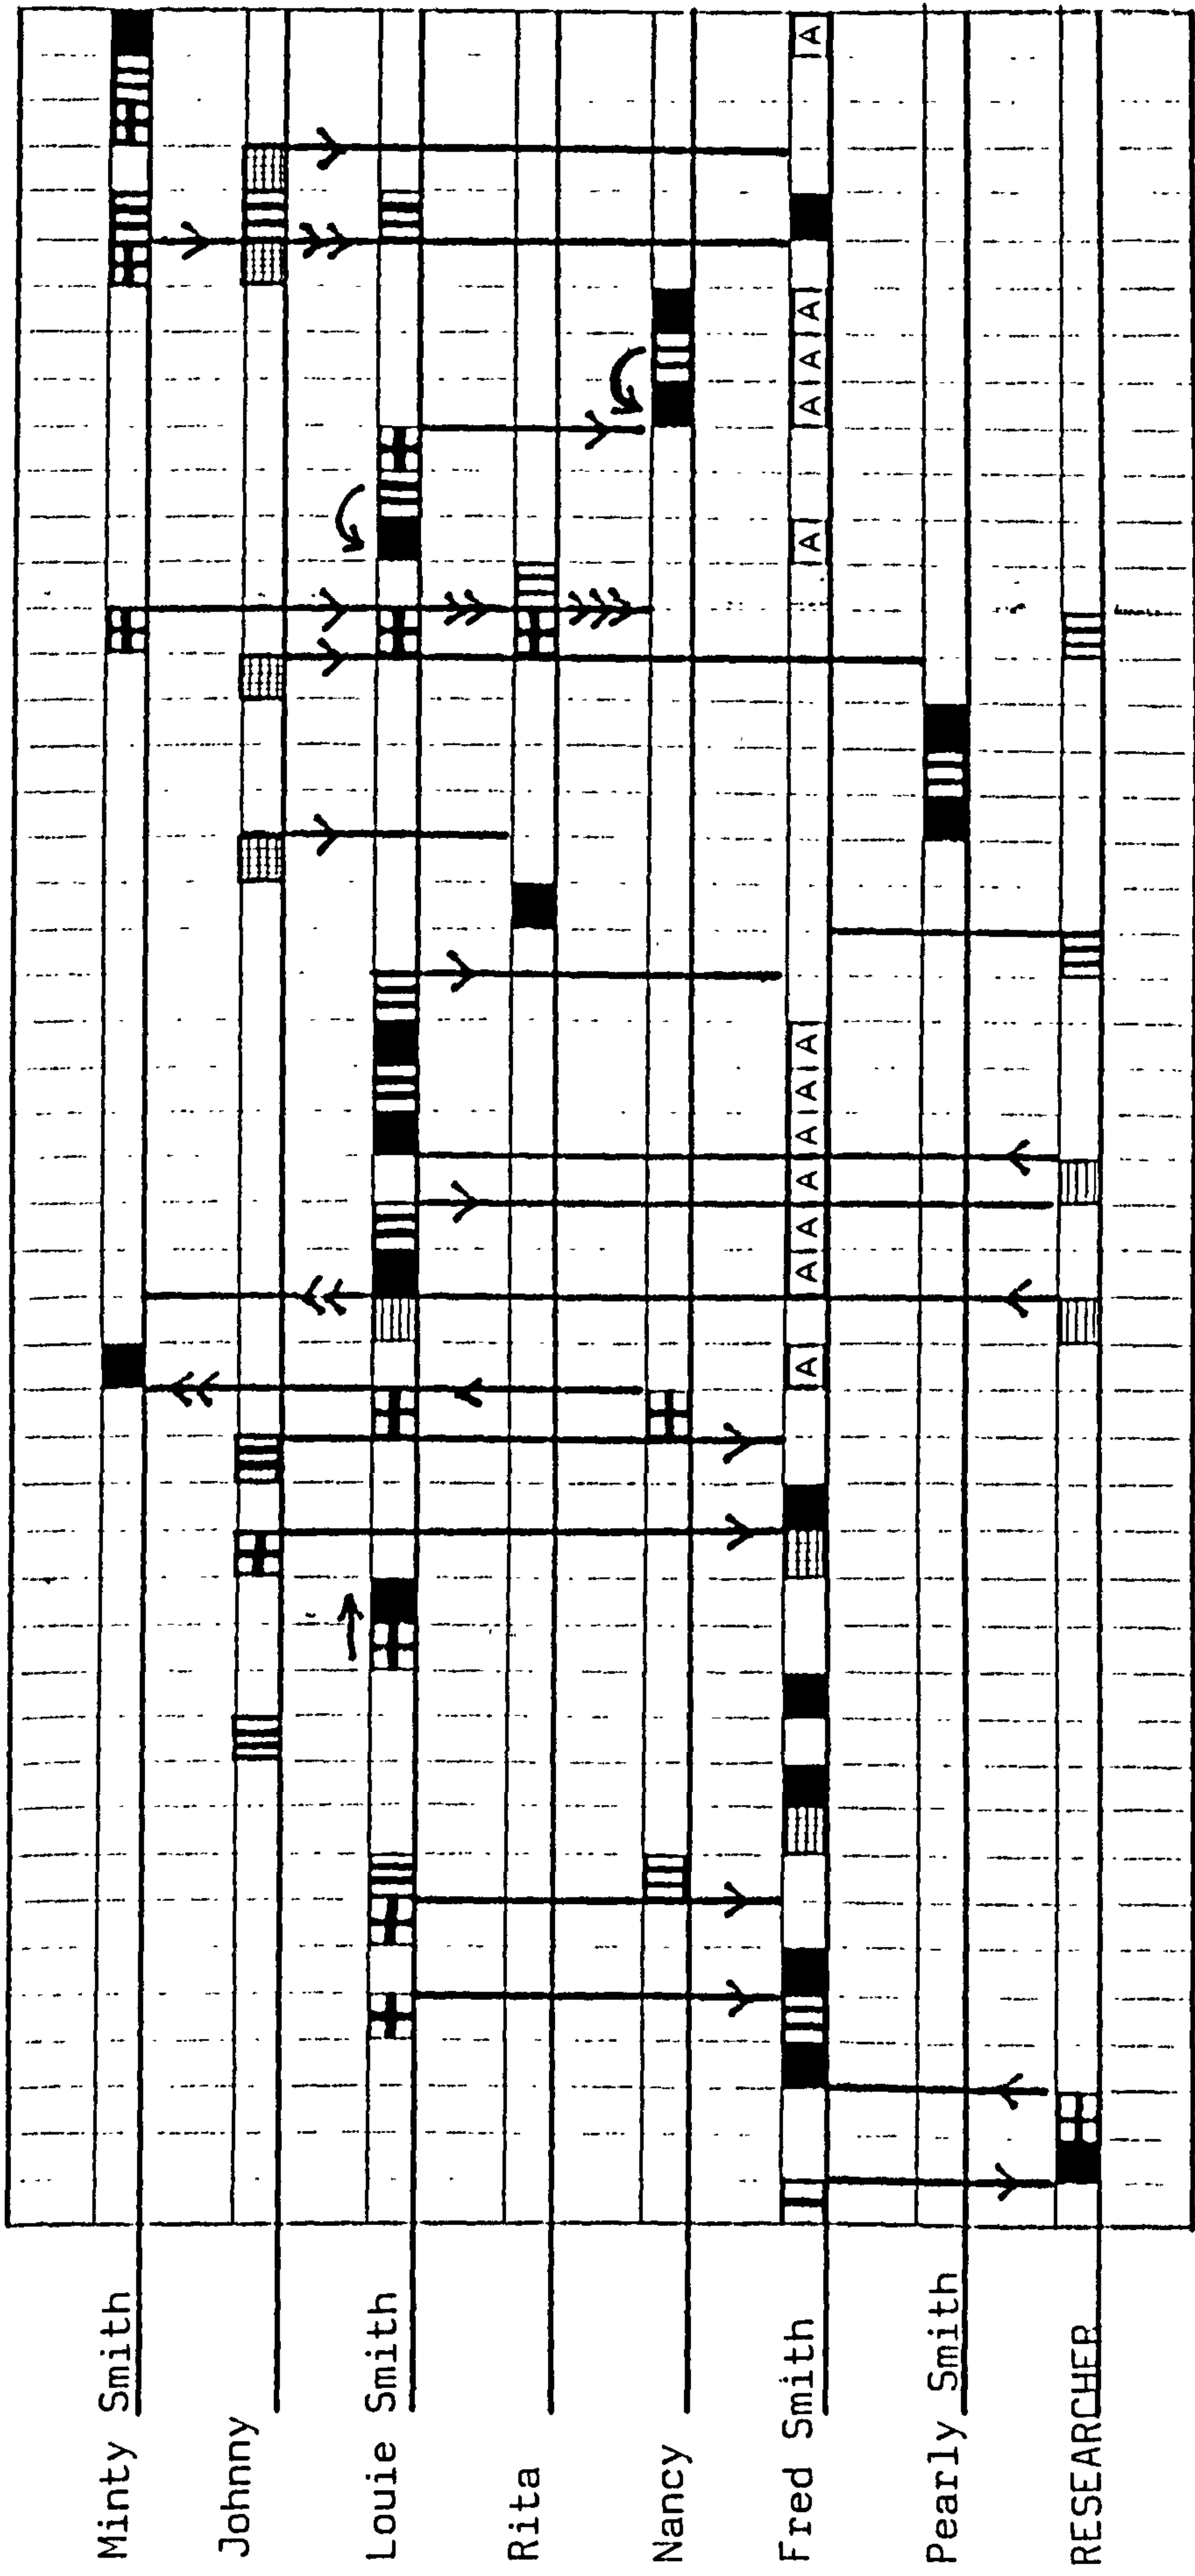 Minty Smith
Johnny
Louie Smith
Rita
Nancy
Fred Smith A A A A A A A A A A A A
Pearly Smith
RESEARCHER